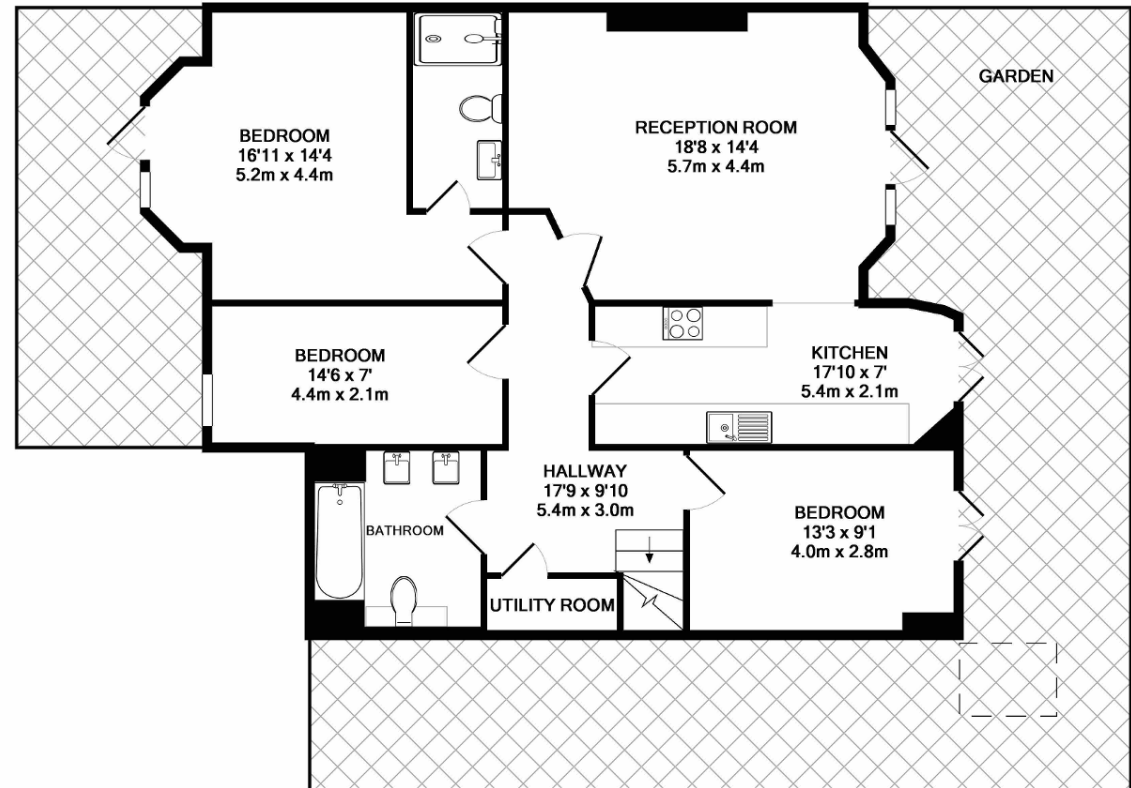 GARDEN
BEDROOM
16'11 x 14'4
5.2m x 4.4m
RECEPTION ROOM
18'8 x 14'4
5.7m x 4.4m
BEDROOM
14'6 x 7'
4.4m x 2.1m
KITCHEN
17'10 x 7'
5.4m x 2.1m
HALLWAY
17'9 x 9'10
5.4m x 3.0m
BEDROOM
13'3 x 9'1
4.0m x 2.8m
BATHROOM
UTILITY ROOM